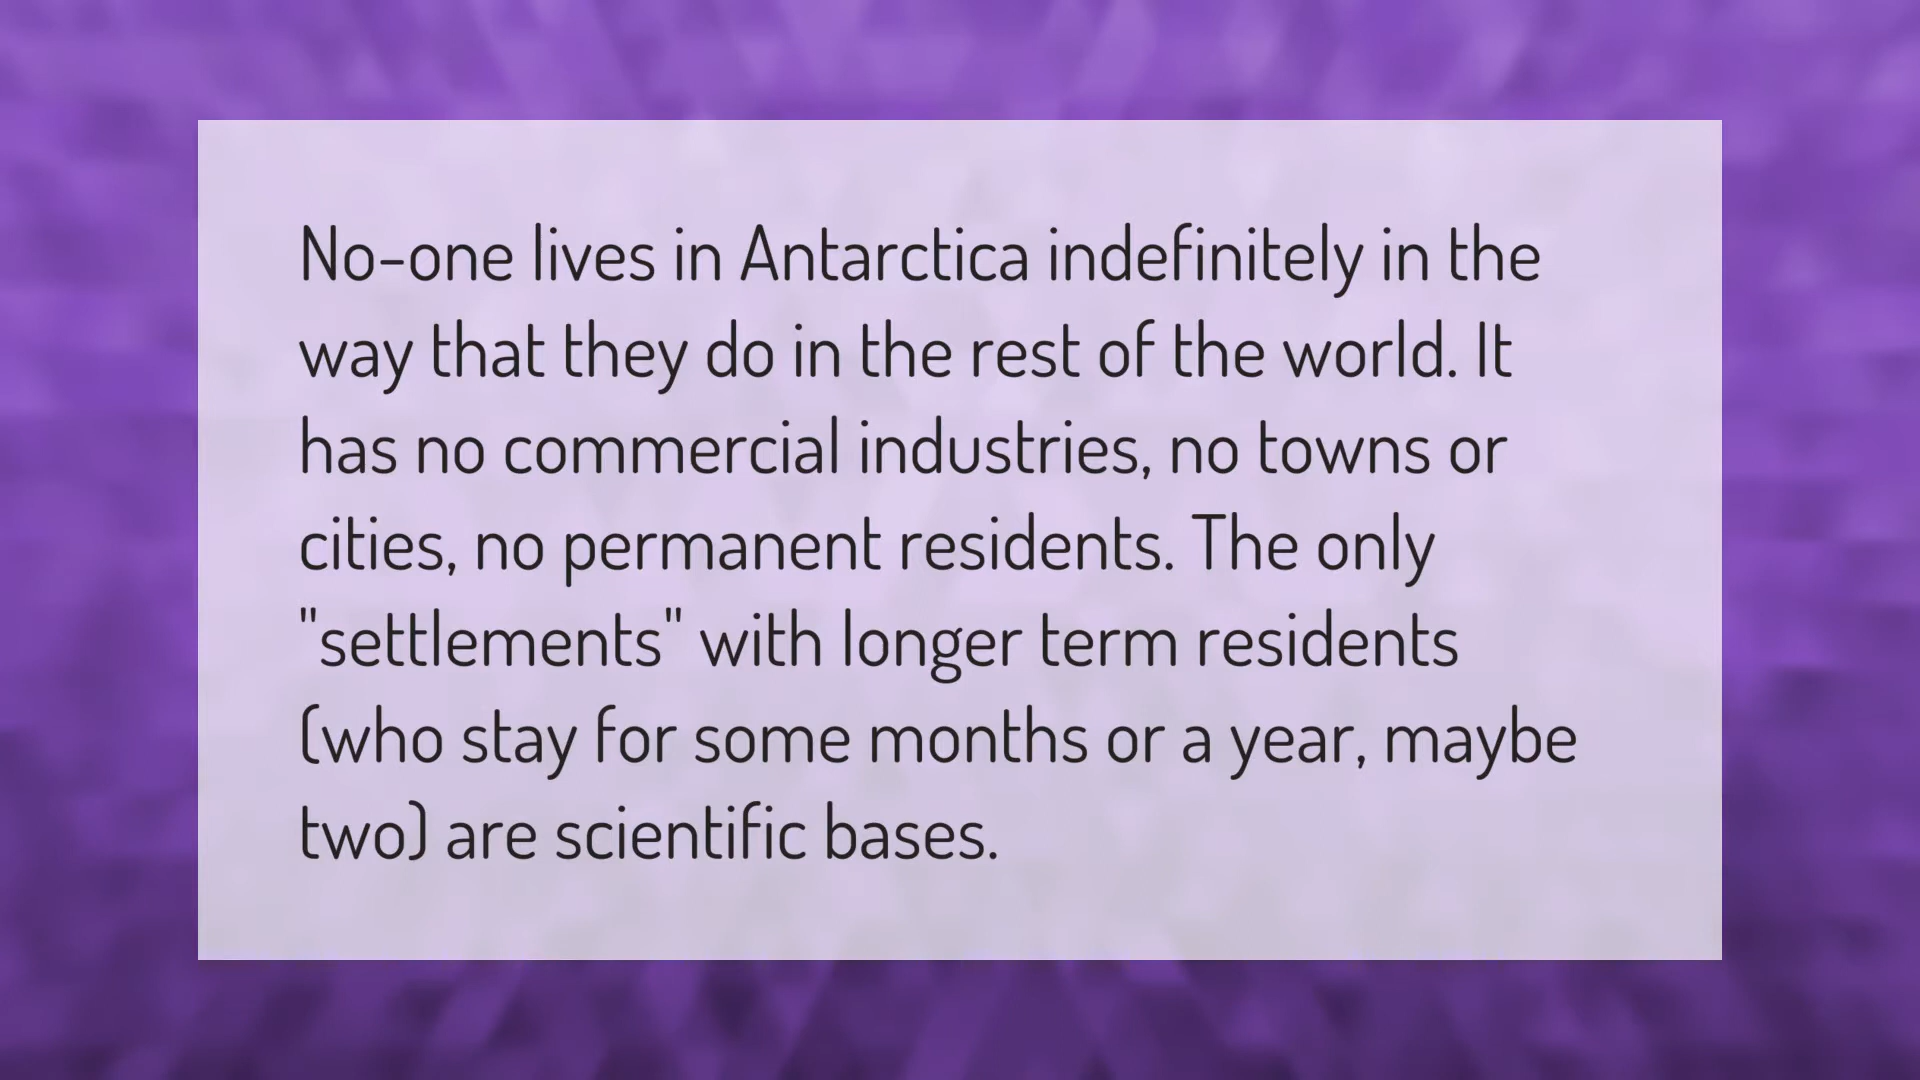 No-one lives in Antarctica indefinitely in the
way that they do in the rest of the world. It
has no commercial industries, no towns or
cities, no permanent residents. The only
"settlements" with longer term residents
(who stay for some months or a year, maybe
two) are scientific bases.